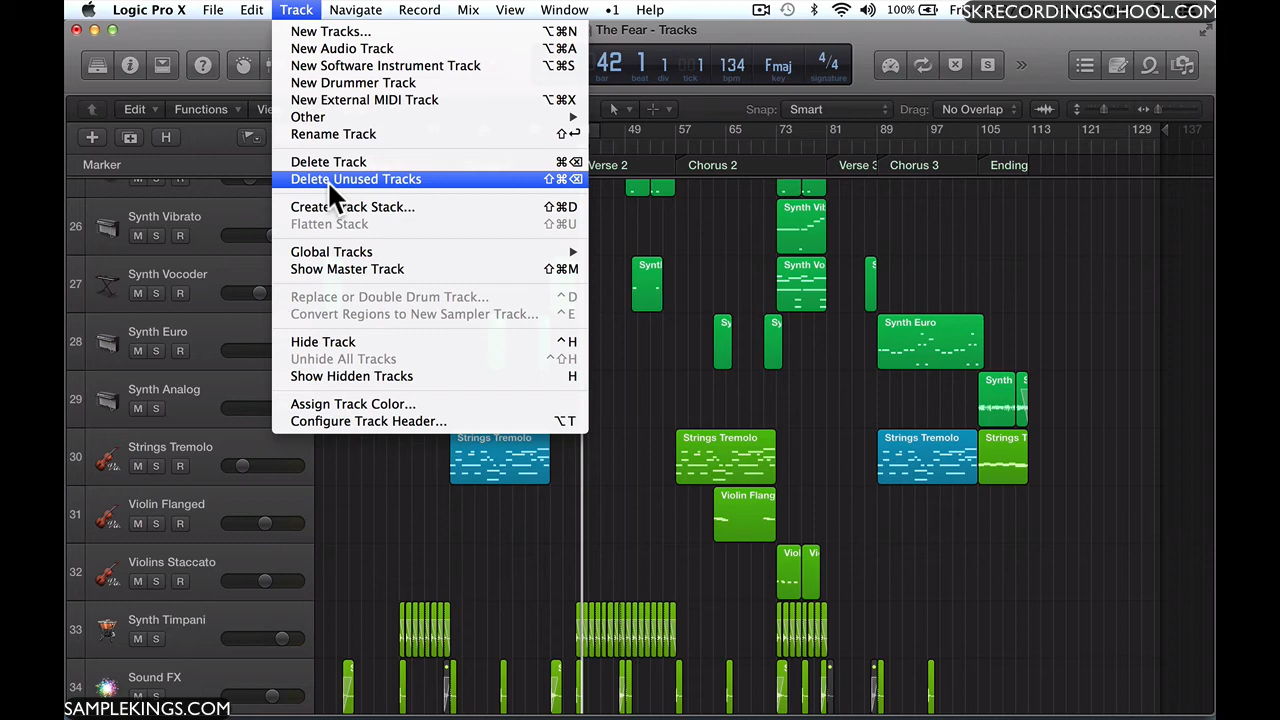 Logic Pro X File Edit Track Navigate Record Mix View Window •1 Help 100%
SKRECORDINGSCHOOL.COM
The Fear - Tracks
42 1 1 1 134 Fmaj 4/4
bar beat div tick bpm key signature
Edit Functions Snap: Smart Drag: No Overlap
49 57 65 73 81 89 97 105 113 121 129 137
Marker Verse 2 Chorus 2 Verse 3 Chorus 3 Ending
New Tracks... ⌥⌘N
New Audio Track ⌥⌘A
New Software Instrument Track ⌥⌘S
New Drummer Track
New External MIDI Track ⌥⌘X
Other
Rename Track ⇧↩
Delete Track ⌘⌫
Delete Unused Tracks ⇧⌘⌫
Create Track Stack... ⇧⌘D
Flatten Stack ⇧⌘U
Global Tracks
Show Master Track ⇧⌘M
Replace or Double Drum Track... ^D
Convert Regions to New Sampler Track... ^E
Hide Track ^H
Unhide All Tracks ^⇧H
Show Hidden Tracks H
Assign Track Color...
Configure Track Header... ⌥T
26 Synth Vibrato Synth Vib
M S R
27 Synth Vocoder Synth Synth Vo S
M S R
28 Synth Euro Sy Sy Synth Euro
M S R
29 Synth Analog Synth S
M S
30 Strings Tremolo Strings Tremolo Strings Tremolo Strings Tremolo Strings T
M S R
31 Violin Flanged Violin Flang
M S R
32 Violins Staccato Viol Vi
M S R
33 Synth Timpani
M S
34 Sound FX
M S R
SAMPLEKINGS.COM